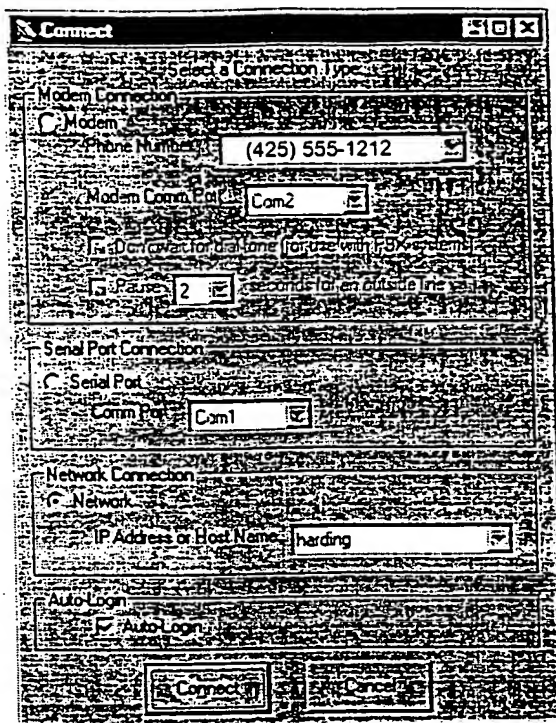 Connect
Select a Connection Type
Modem Connection
Modem
Phone Number (425) 555-1212
Modem Comm Port Com2
Do not wait for dial tone (for use with PBX systems)
Pause 2 seconds for an outside line
Serial Port Connection
Serial Port
Comm Port Com1
Network Connection
Network
IP Address or Host Name harding
Auto-Login
Auto-Login
Connect Cancel